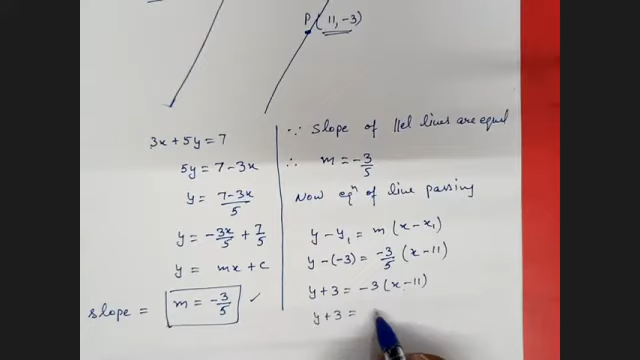 P (11, -3)
3x + 5y = 7
5y = 7 - 3x
y = 7 - 3x / 5
y = -3x/5 + 7/5
y = mx + c
slope = m = -3/5 ✓
∵ slope of llel lines are equal
∴ m = -3/5
Now eqⁿ of line passing
y - y₁ = m (x - x₁)
y - (-3) = -3/5 (x - 11)
y + 3 = -3 (x - 11)
y + 3 =